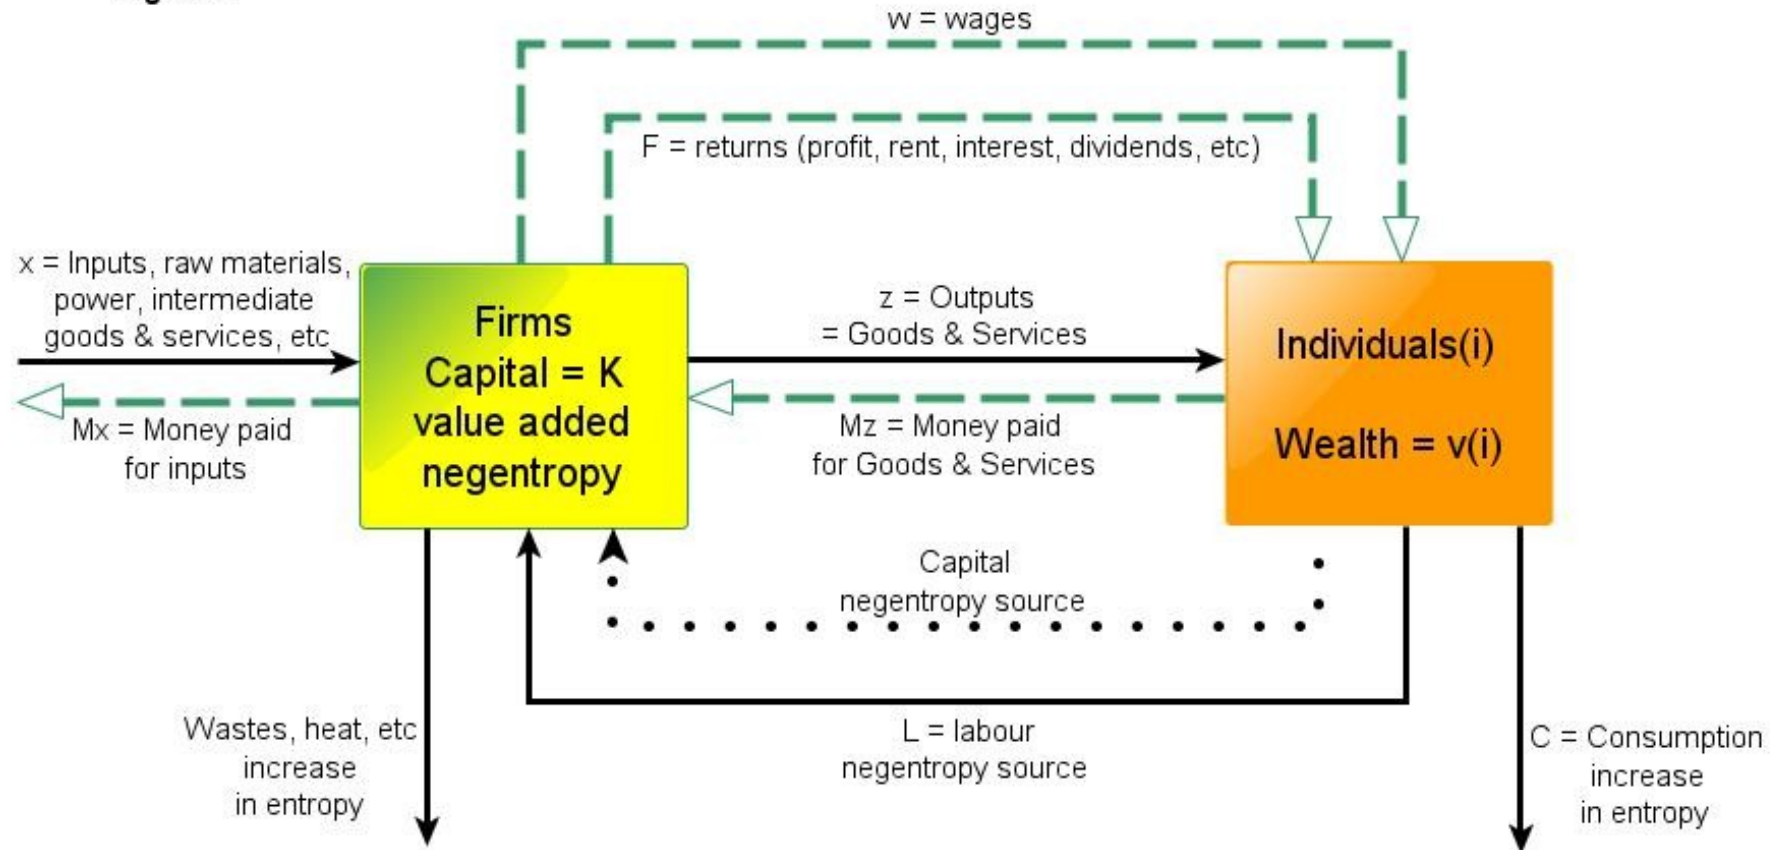 w = wages
F = returns (profit, rent, interest, dividends, etc)
x = Inputs, raw materials,
power, intermediate
goods & services, etc
Mx = Money paid
for inputs
Firms
Capital = K
value added
negentropy
z = Outputs
= Goods & Services
Mz = Money paid
for Goods & Services
Individuals(i)
Wealth = v(i)
Capital
negentropy source
L = labour
negentropy source
Wastes, heat, etc
increase
in entropy
C = Consumption
increase
in entropy